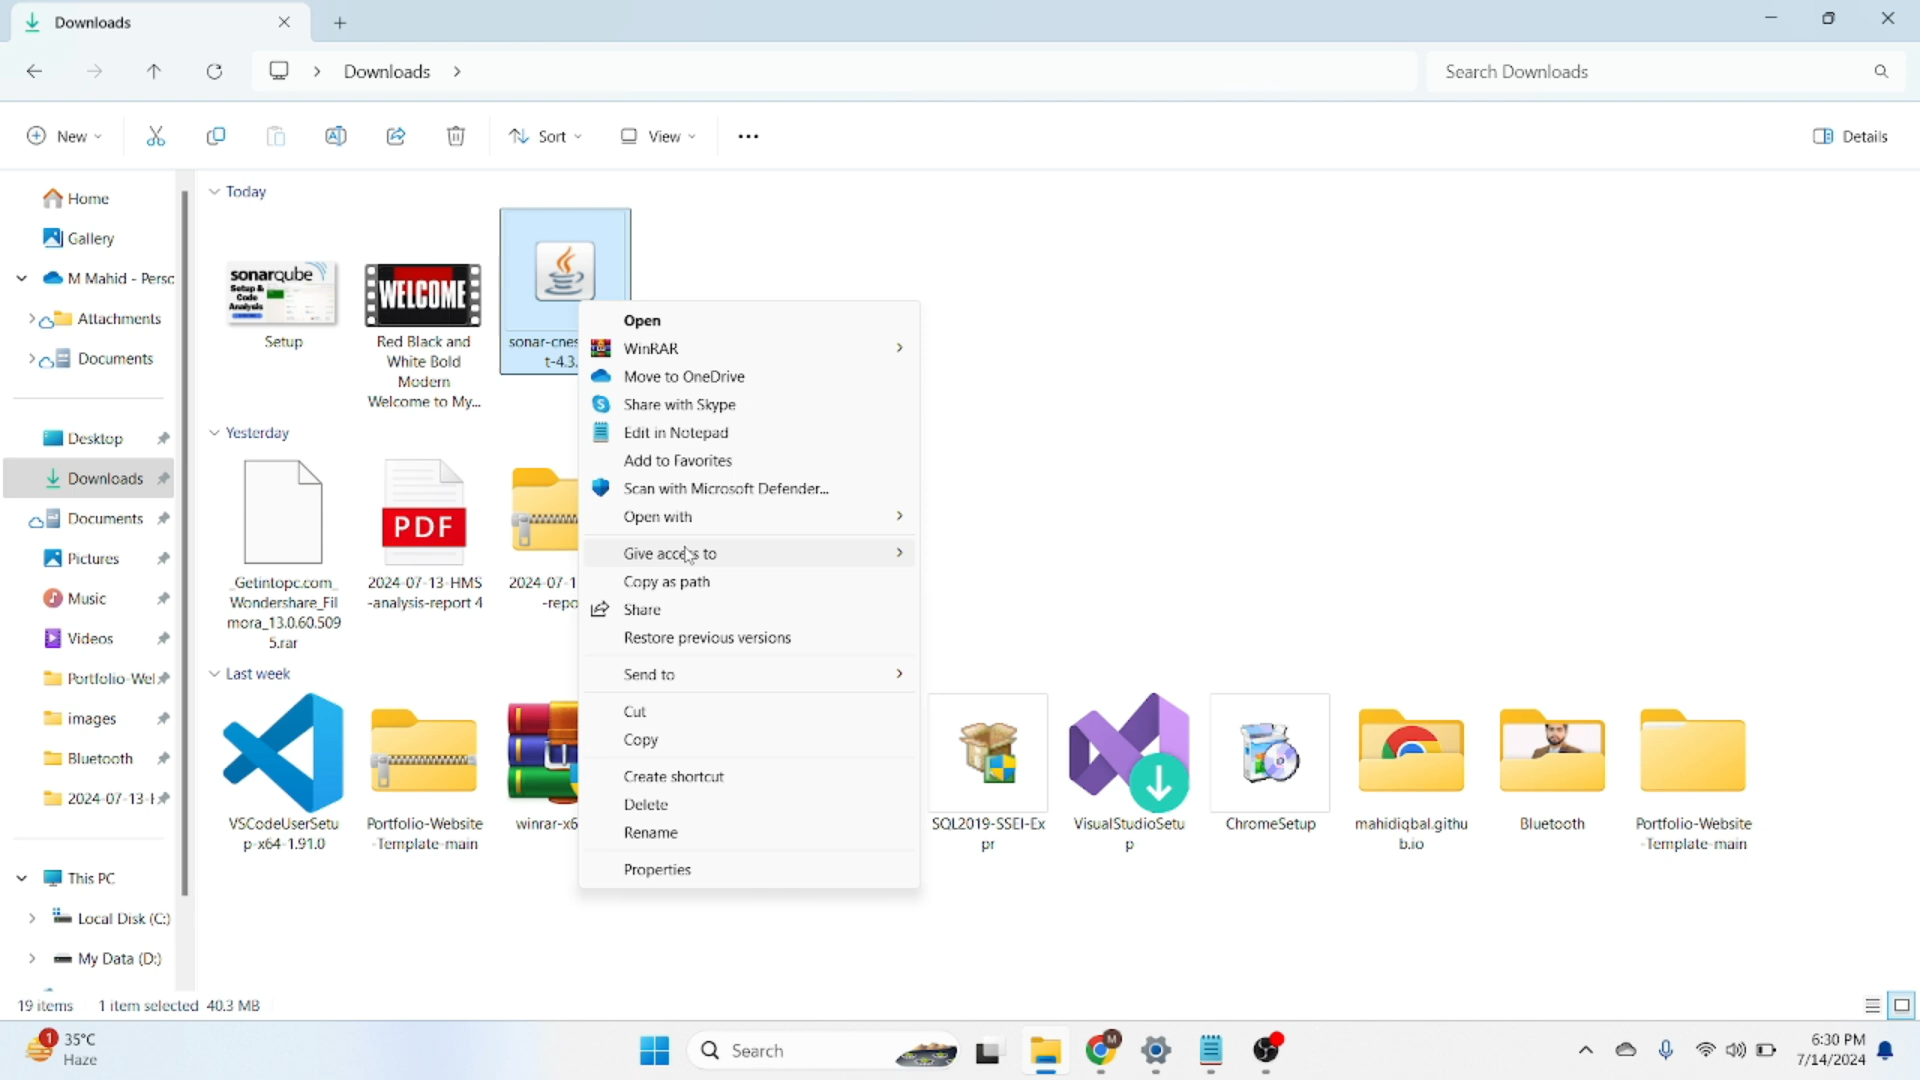 Downloads
Downloads
Search Downloads
New
Sort
View
Details
Home
Gallery
M Mahid - Persc
Attachments
Documents
Desktop
Downloads
Documents
Pictures
Music
Videos
Portfolio-Wel
images
Bluetooth
2024-07-13-H
This PC
Local Disk (C:)
My Data (D:)
Today
sonarqube
Setup &
Code
Analysis
Setup
WELCOME
Red Black and
White Bold
Modern
Welcome to My...
sonar-cnes
t-4.3.
Yesterday
_Getintopc.com_
Wondershare_Fil
mora_13.0.60.509
5.rar
PDF
2024-07-13-HMS
-analysis-report 4
2024-07-1
-repo
Last week
VSCodeUserSetu
p-x64-1.91.0
Portfolio-Website
-Template-main
winrar-x6
SQL2019-SSEI-Ex
pr
VisualStudioSetu
p
ChromeSetup
mahidiqbal.githu
b.io
Bluetooth
Portfolio-Website
-Template-main
Open
WinRAR
Move to OneDrive
Share with Skype
Edit in Notepad
Add to Favorites
Scan with Microsoft Defender...
Open with
Give access to
Copy as path
Share
Restore previous versions
Send to
Cut
Copy
Create shortcut
Delete
Rename
Properties
19 items
1 item selected 40.3 MB
1
35°C
Haze
Search
M
6:30 PM
7/14/2024